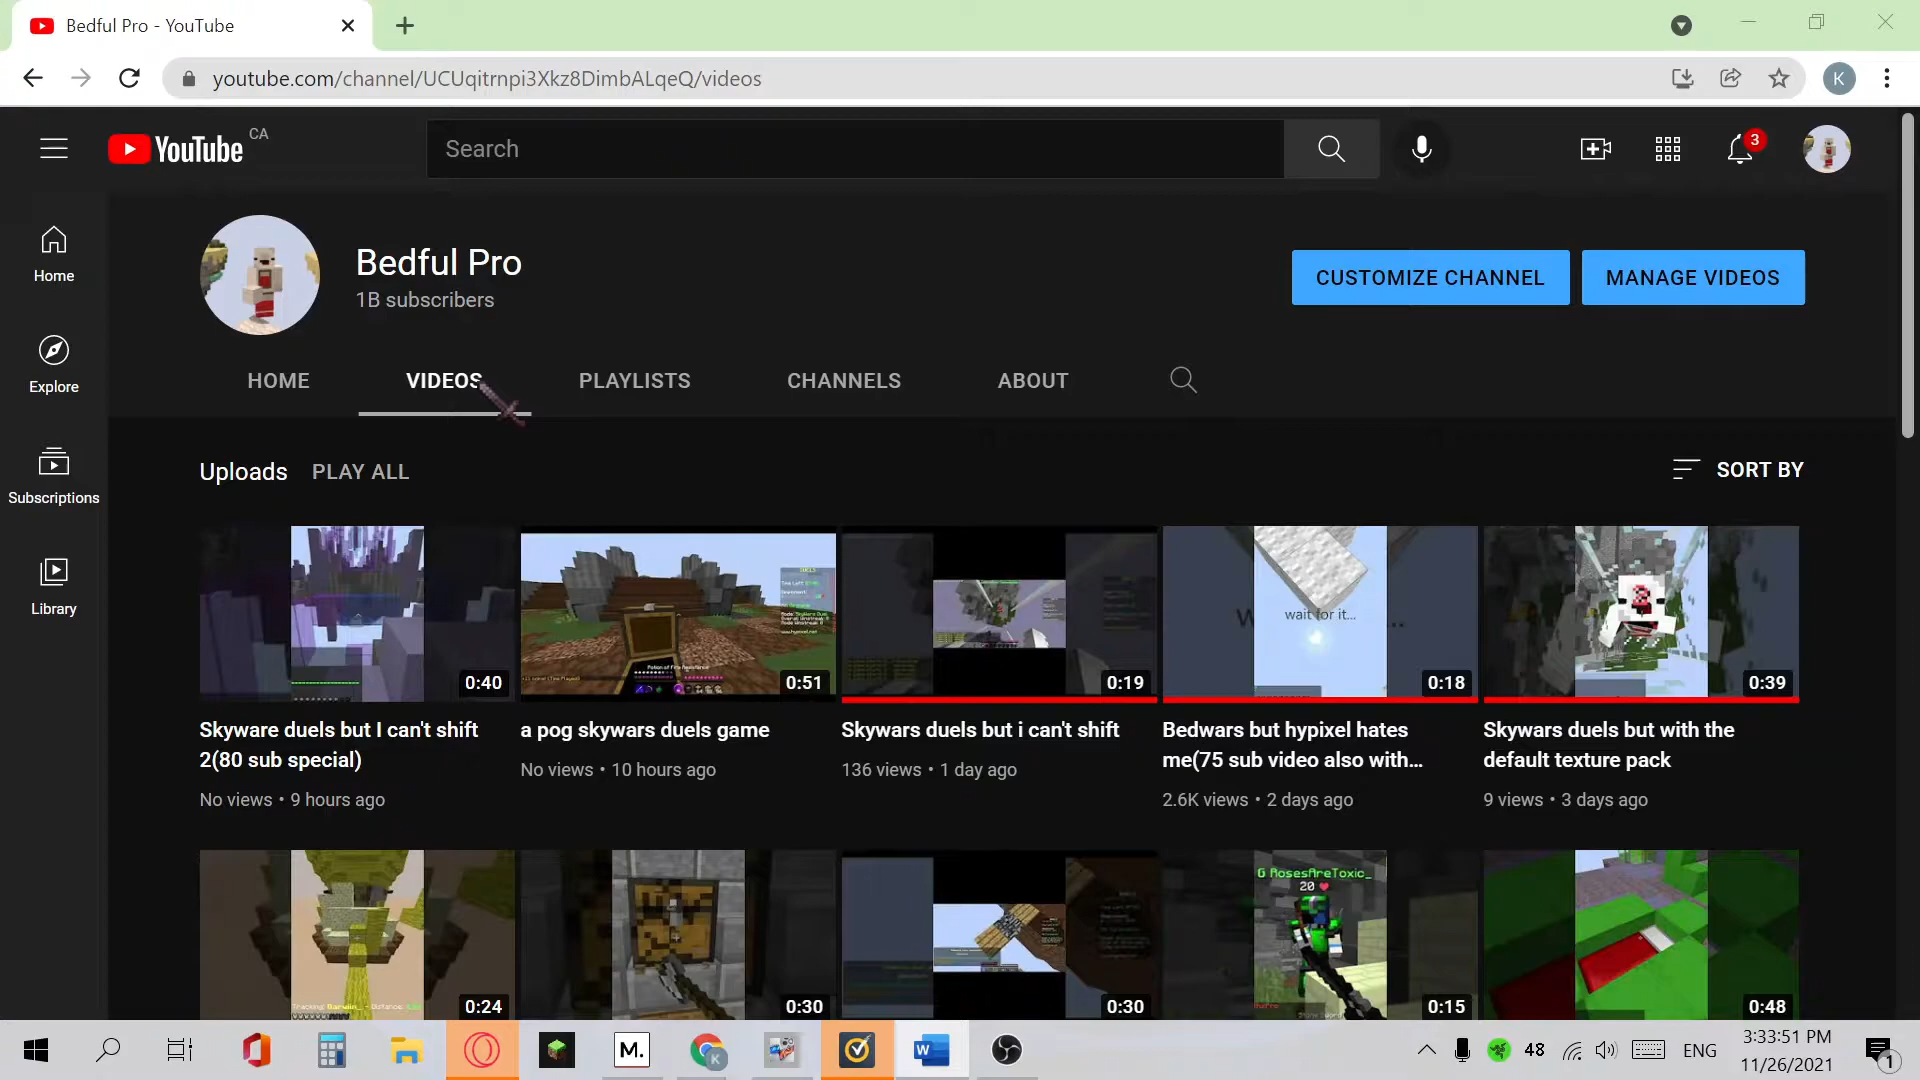 Bedful Pro - YouTube
youtube.com/channel/UCUqitrnpi3Xkz8DimbALqeQ/videos
K
YouTube CA
Search
3
Home
Explore
Subscriptions
Library
Bedful Pro
1B subscribers
CUSTOMIZE CHANNEL
MANAGE VIDEOS
HOME
VIDEOS
PLAYLISTS
CHANNELS
ABOUT
Uploads
PLAY ALL
SORT BY
0:40
Skyware duels but I can't shift
2(80 sub special)
No views • 9 hours ago
Potion of Fire Resistance
0:51
a pog skywars duels game
No views • 10 hours ago
0:19
Skywars duels but i can't shift
136 views • 1 day ago
wait for it...
0:18
Bedwars but hypixel hates
me(75 sub video also with...
2.6K views • 2 days ago
0:39
Skywars duels but with the
default texture pack
9 views • 3 days ago
0:24
0:30
0:30
G RosesAreToxic_
20
0:15
0:48
M.
K
W
48
ENG
3:33:51 PM
11/26/2021
1